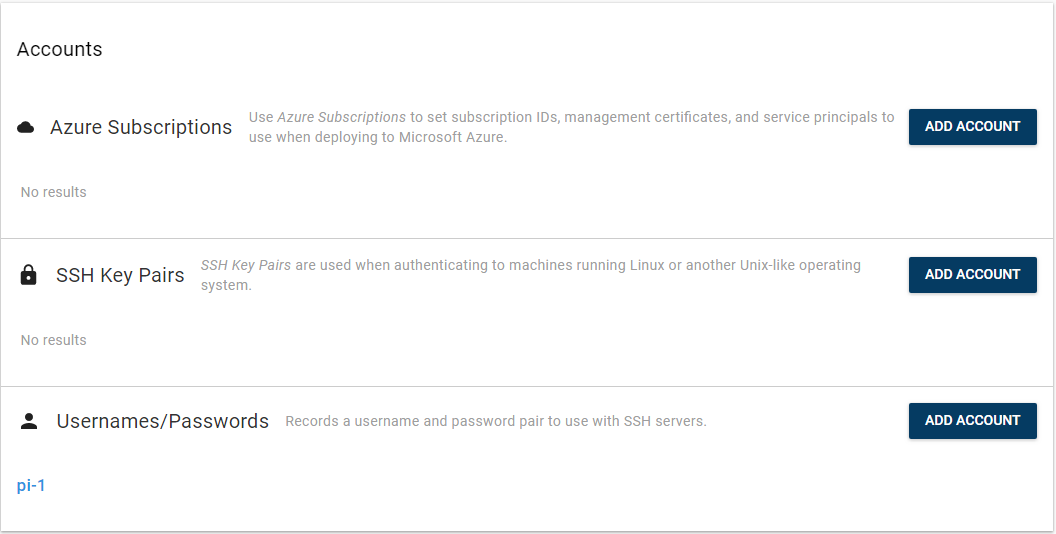 Accounts
Azure Subscriptions
Use Azure Subscriptions to set subscription IDs, management certificates, and service principals to
use when deploying to Microsoft Azure.
ADD ACCOUNT
No results
SSH Key Pairs
SSH Key Pairs are used when authenticating to machines running Linux or another Unix-like operating
system.
ADD ACCOUNT
No results
Usernames/Passwords
Records a username and password pair to use with SSH servers.
ADD ACCOUNT
pi-1